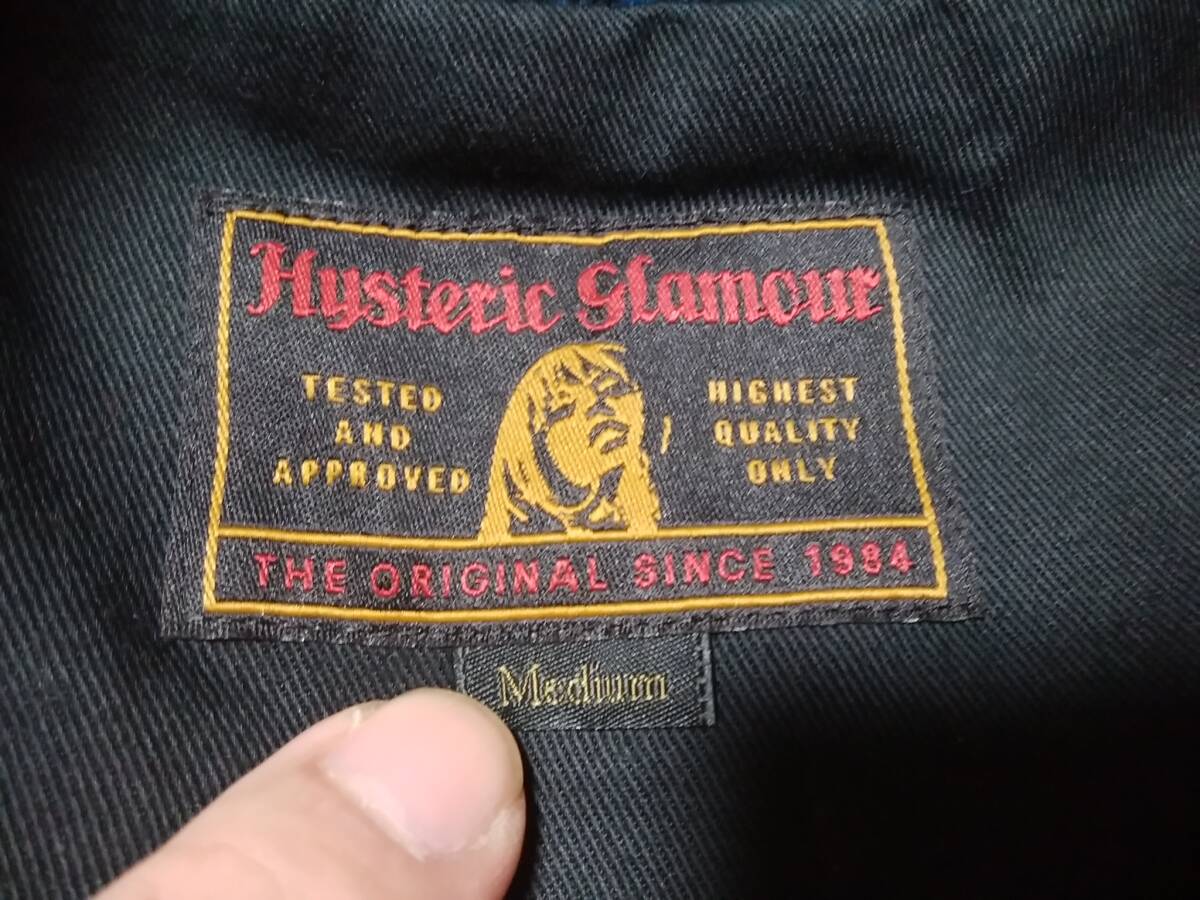 Hysteric Glamour
TESTED
AND
APPROVED
HIGHEST
QUALITY
ONLY
THE ORIGINAL SINCE 1984
Medium